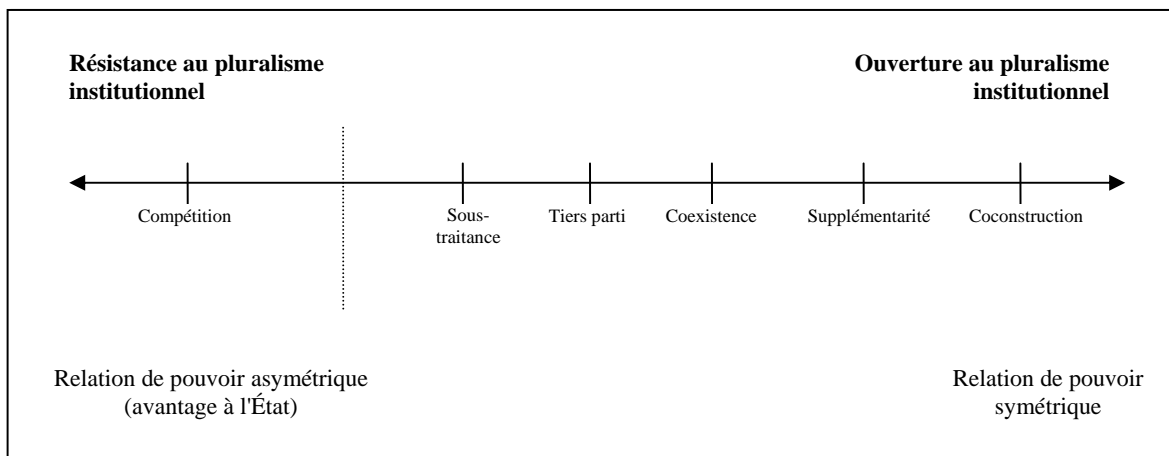 Résistance au pluralisme
institutionnel
Ouverture au pluralisme
institutionnel
Compétition
Sous-
traitance
Tiers parti
Coexistence
Supplémentarité
Coconstruction
Relation de pouvoir asymétrique
(avantage à l'État)
Relation de pouvoir
symétrique